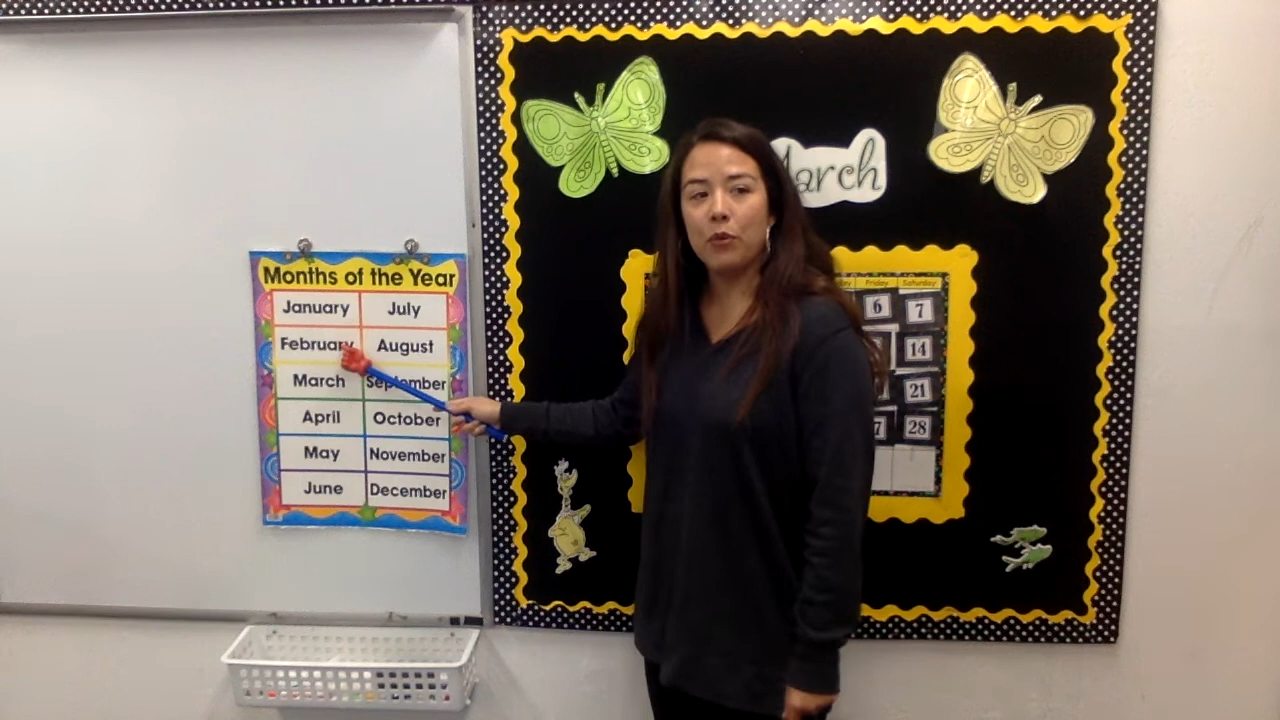 Months of the Year
January July
February August
March September
April October
May November
June December
March
Friday Saturday
6 7
14
21
28